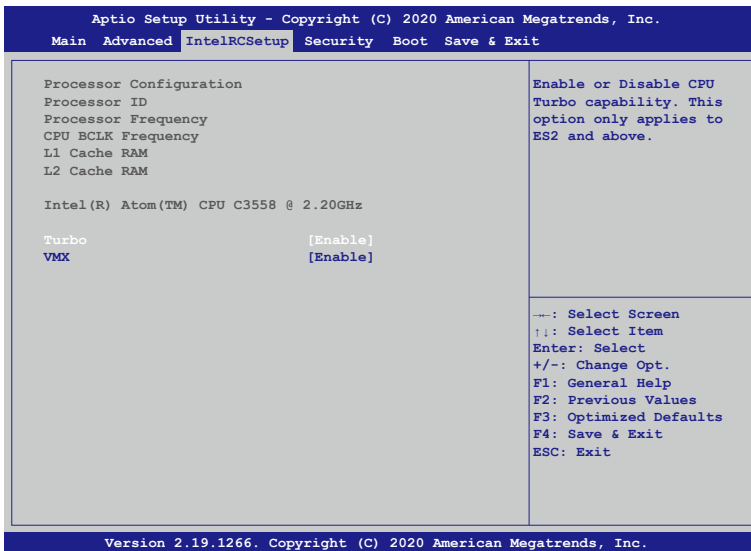 Aptio Setup Utility - Copyright (C) 2020 American Megatrends, Inc.
Main Advanced IntelRCSetup Security Boot Save & Exit
Processor Configuration
Processor ID
Processor Frequency
CPU BCLK Frequency
L1 Cache RAM
L2 Cache RAM
Intel(R) Atom(TM) CPU C3558 @ 2.20GHz
Turbo [Enable]
VMX [Enable]
Enable or Disable CPU
Turbo capability. This
option only applies to
ES2 and above.
→←: Select Screen
↑↓: Select Item
Enter: Select
+/-: Change Opt.
F1: General Help
F2: Previous Values
F3: Optimized Defaults
F4: Save & Exit
ESC: Exit
Version 2.19.1266. Copyright (C) 2020 American Megatrends, Inc.